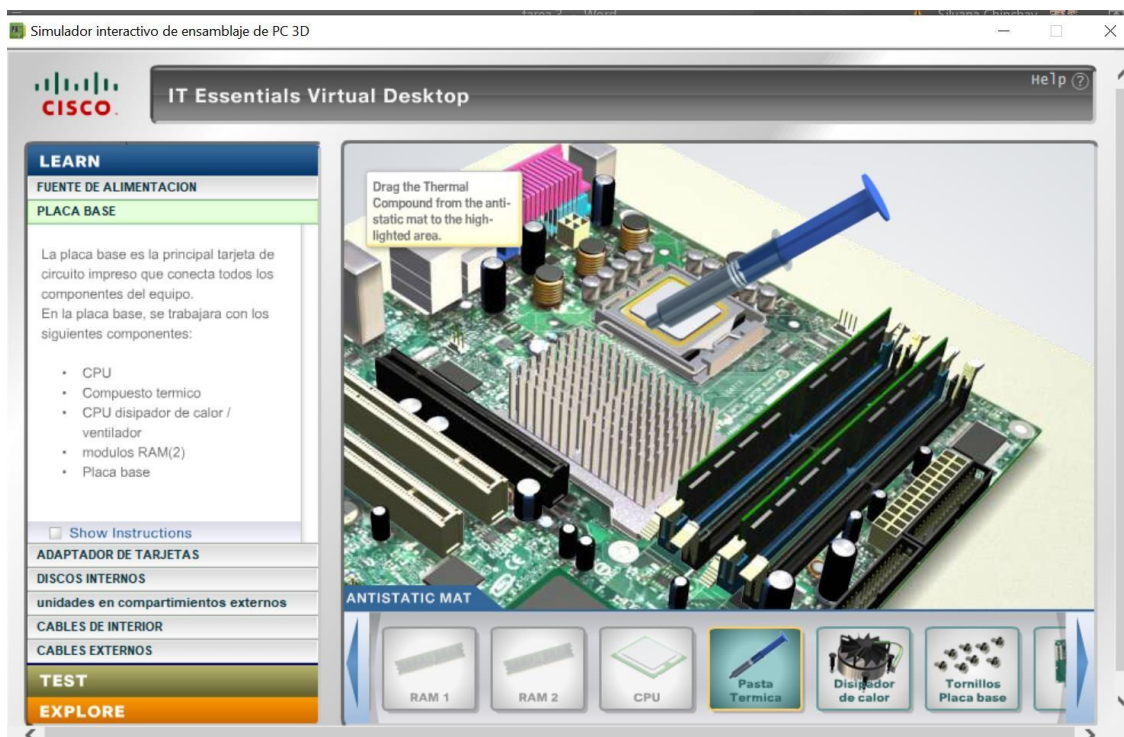 tarea 3 - Word
Silvana Chinchay
Simulador interactivo de ensamblaje de PC 3D
CISCO
IT Essentials Virtual Desktop
Help ?
LEARN
FUENTE DE ALIMENTACION
PLACA BASE
La placa base es la principal tarjeta de
circuito impreso que conecta todos los
componentes del equipo.
En la placa base, se trabajara con los
siguientes componentes:
• CPU
• Compuesto termico
• CPU disipador de calor /
ventilador
• modulos RAM(2)
• Placa base
Show Instructions
ADAPTADOR DE TARJETAS
DISCOS INTERNOS
unidades en compartimientos externos
CABLES DE INTERIOR
CABLES EXTERNOS
TEST
EXPLORE
Drag the Thermal
Compound from the anti-
static mat to the high-
lighted area.
ANTISTATIC MAT
RAM 1
RAM 2
CPU
Pasta
Termica
Disipador
de calor
Tornillos
Placa base